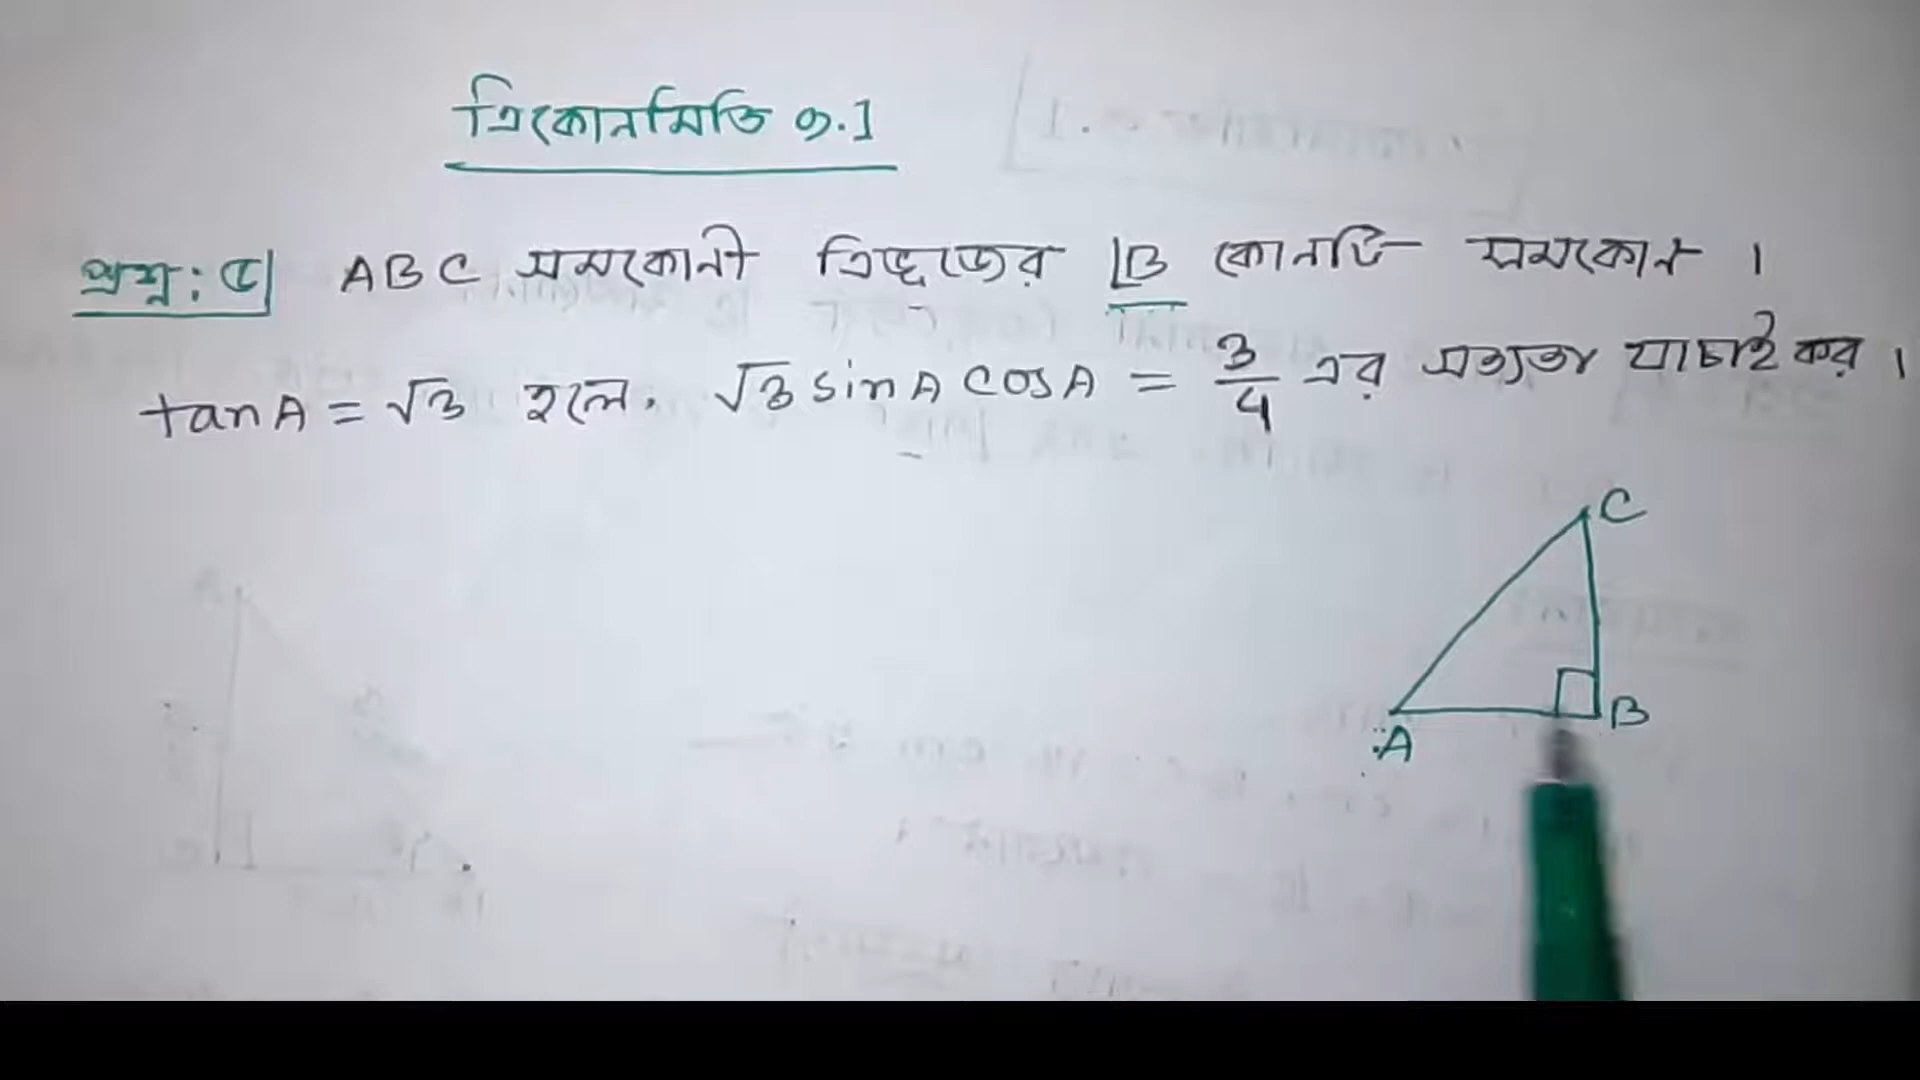 ত্রিকোনমিতি ৯.1
প্রশ্ন: ৫| ABC সমকোনী ত্রিভুজের ∠B কোনটি সমকোন ।
tanA = √3 হলে, √3 sinA cosA = 3/4 এর সত্যতা যাচাই কর ।
C
A
B